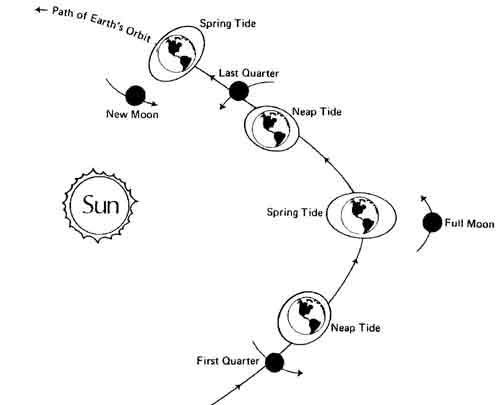 ← Path of Earth's Orbit
Spring Tide
Last Quarter
New Moon
Neap Tide
Sun
Spring Tide
Full Moon
Neap Tide
First Quarter